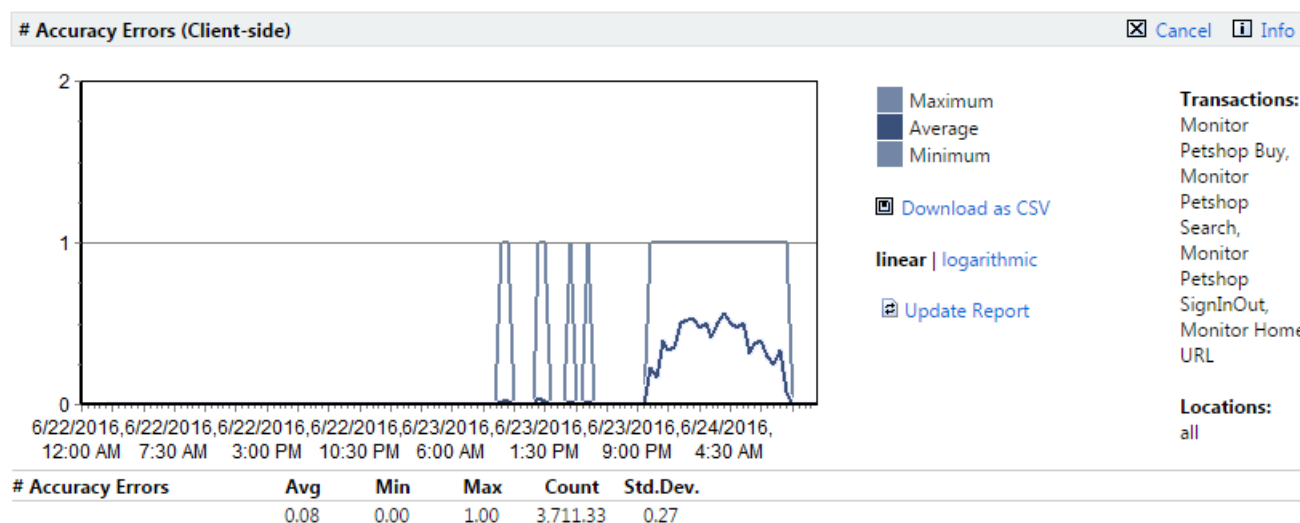 # Accuracy Errors (Client-side)
Cancel
Info
2
1
0
6/22/2016, 12:00 AM
6/22/2016, 7:30 AM
6/22/2016, 3:00 PM
6/22/2016, 10:30 PM
6/23/2016, 6:00 AM
6/23/2016, 1:30 PM
6/23/2016, 9:00 PM
6/24/2016, 4:30 AM
Maximum
Average
Minimum
Download as CSV
linear | logarithmic
Update Report
Transactions:
Monitor
Petshop Buy,
Monitor
Petshop
Search,
Monitor
Petshop
SignInOut,
Monitor Home
URL
Locations:
all
# Accuracy Errors Avg Min Max Count Std.Dev.
0.08 0.00 1.00 3.711.33 0.27